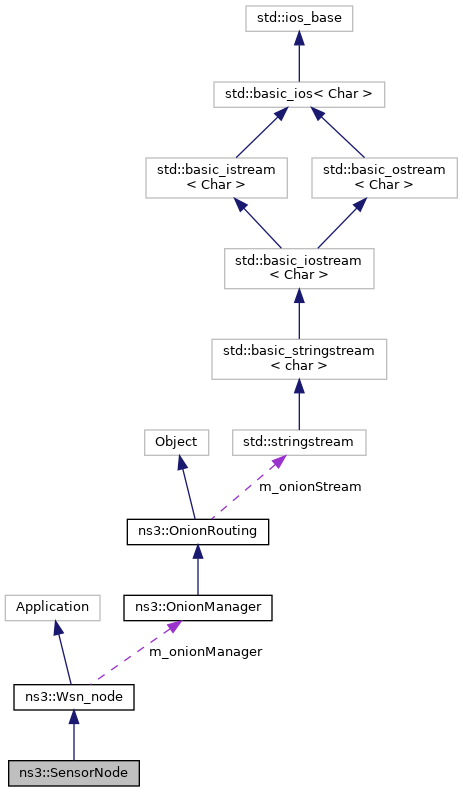 std::ios_base
std::basic_ios< Char >
std::basic_istream
< Char >
std::basic_ostream
< Char >
std::basic_iostream
< Char >
std::basic_stringstream
< char >
Object
std::stringstream
m_onionStream
ns3::OnionRouting
Application
ns3::OnionManager
m_onionManager
ns3::Wsn_node
ns3::SensorNode